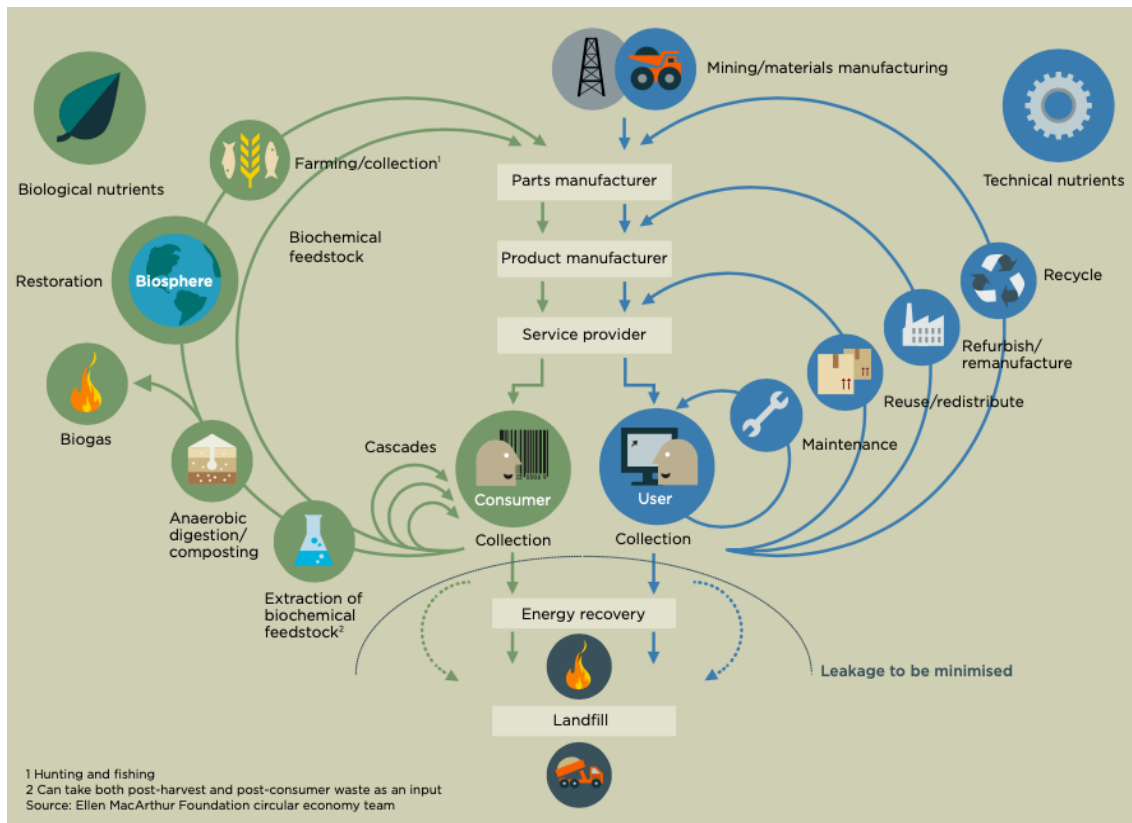 Mining/materials manufacturing
Biological nutrients
Farming/collection¹
Parts manufacturer
Technical nutrients
Biochemical
feedstock
Restoration
Biosphere
Product manufacturer
Recycle
Service provider
Refurbish/
remanufacture
Biogas
Reuse/redistribute
Cascades
Maintenance
Consumer
User
Anaerobic
digestion/
composting
Collection
Collection
Extraction of
biochemical
feedstock²
Energy recovery
Leakage to be minimised
Landfill
1 Hunting and fishing
2 Can take both post-harvest and post-consumer waste as an input
Source: Ellen MacArthur Foundation circular economy team